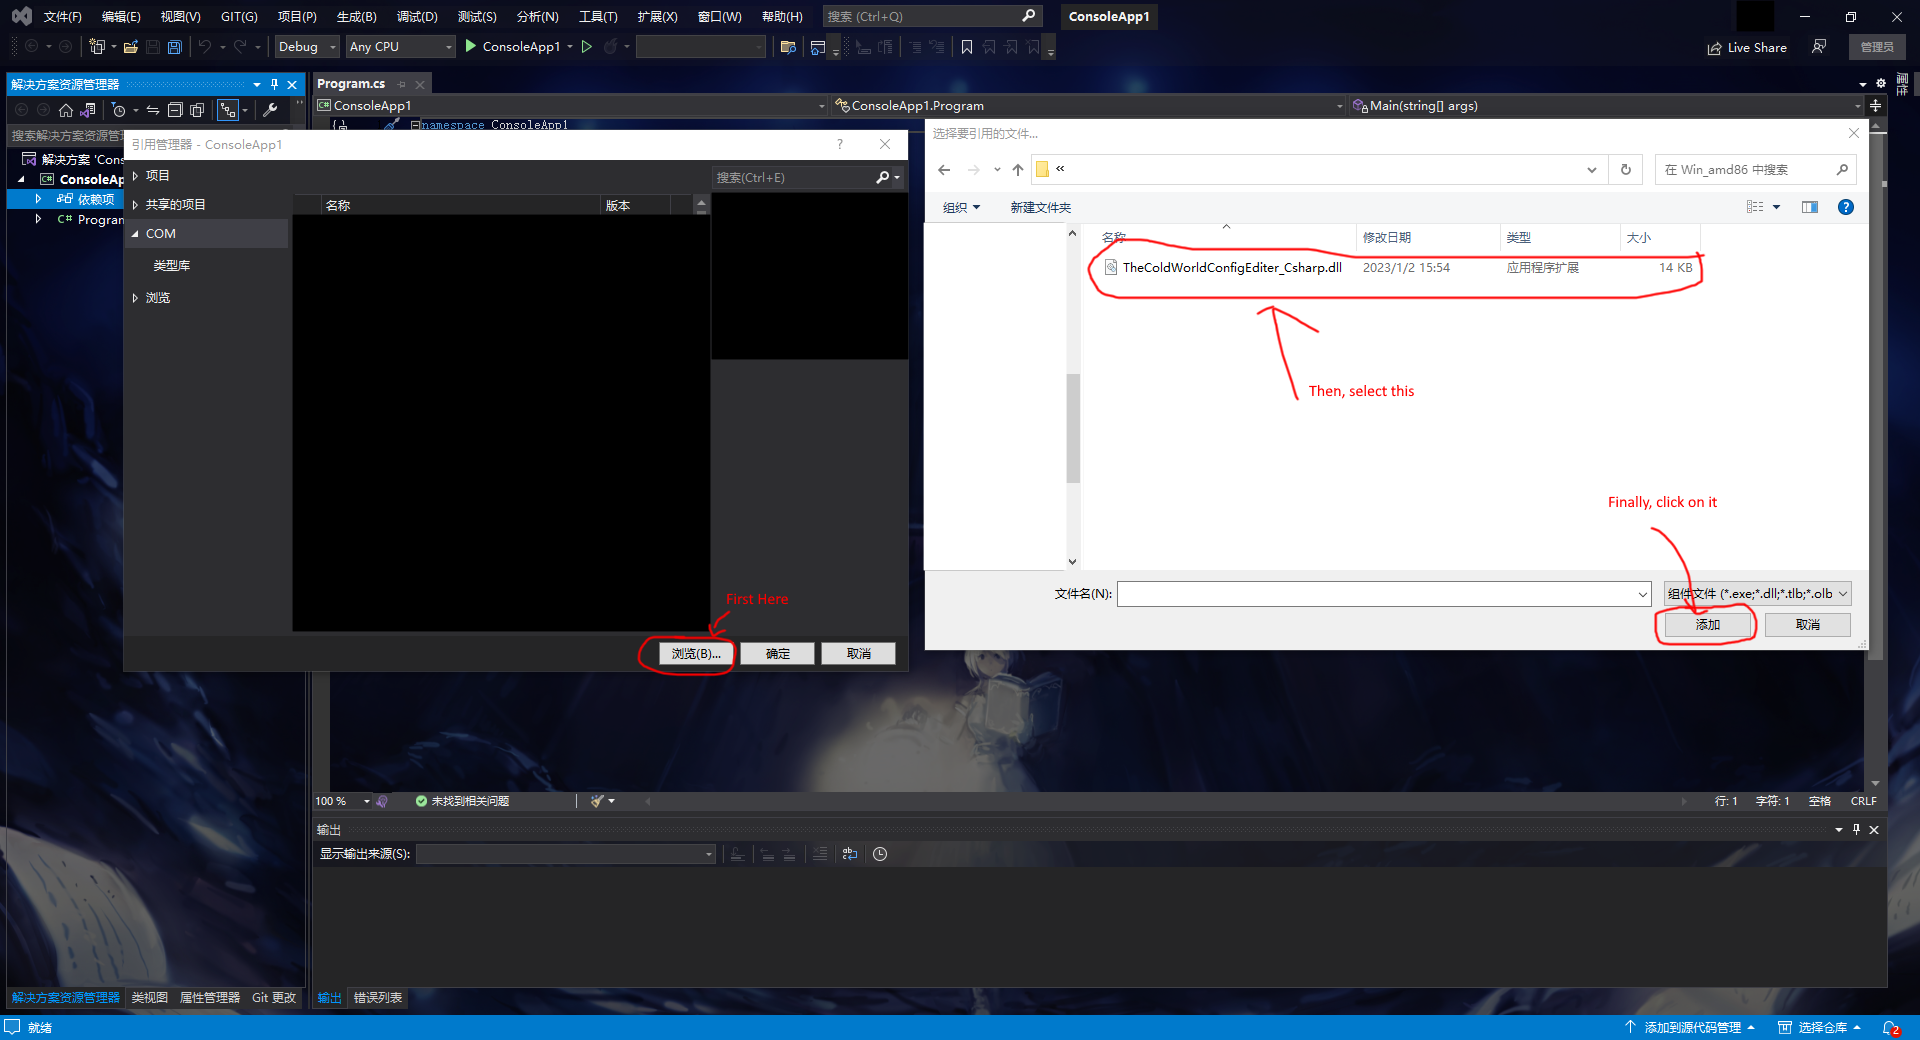 文件(F) 编辑(E) 视图(V) GIT(G) 项目(P) 生成(B) 调试(D) 测试(S) 分析(N) 工具(T) 扩展(X) 窗口(W) 帮助(H) 搜索 (Ctrl+Q) ConsoleApp1
Debug Any CPU ConsoleApp1 Live Share 管理员
解决方案资源管理器
Program.cs
属性
ConsoleApp1 ConsoleApp1.Program Main(string[] args)
namespace ConsoleApp1
搜索解决方案资源管
解决方案 'Cons
ConsoleAp
依赖项
Program
引用管理器 - ConsoleApp1
项目
共享的项目
COM
类型库
浏览
搜索(Ctrl+E)
名称 版本
First Here
浏览(B)... 确定 取消
选择要引用的文件...
«
在 Win_amd86 中搜索
组织 新建文件夹
名称 修改日期 类型 大小
TheColdWorldConfigEditer_Csharp.dll 2023/1/2 15:54 应用程序扩展 14 KB
Then, select this
Finally, click on it
文件名(N): 组件文件 (*.exe;*.dll;*.tlb;*.olb
添加 取消
100 % 未找到相关问题 行: 1 字符: 1 空格 CRLF
输出
显示输出来源(S):
解决方案资源管理器 类视图 属性管理器 Git 更改 输出 错误列表
就绪 添加到源代码管理 选择仓库 2